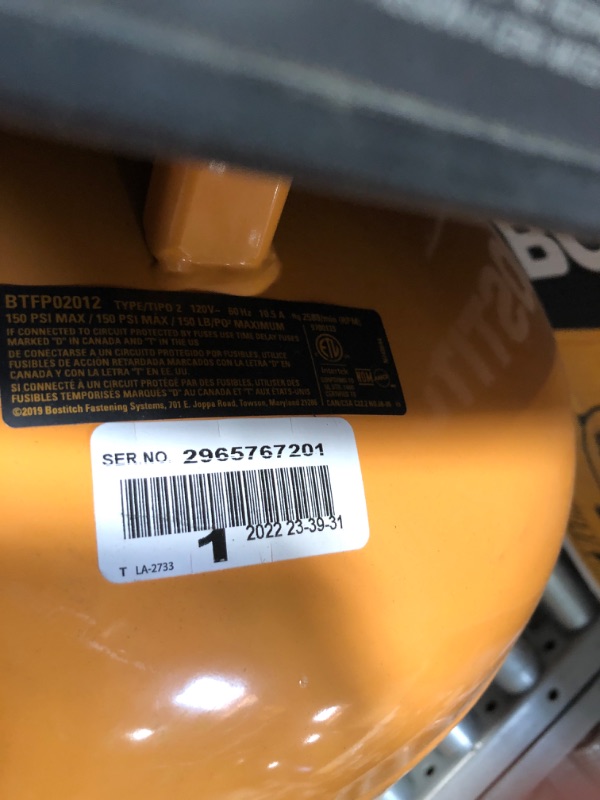 BTFP02012 TYPE/TIPO 2 120V~ 60 Hz 10.5 A
150 PSI MAX / 150 PSI MAX / 150 LB/PO² MAXIMUM
IF CONNECTED TO CIRCUIT PROTECTED BY FUSES USE TIME DELAY FUSES
MARKED "D" IN CANADA AND "T" IN THE US
DE CONECTARSE A UN CIRCUITO PROTEGIDO POR FUSIBLES, UTILICE
FUSIBLES DE ACCIÓN RETARDADA MARCADOS CON LA LETRA "D" EN
CANADA Y CON LA LETRA "T" EN EE. UU
SI CONNECTÉ À UN CIRCUIT PROTÉGÉ PAR DES FUSIBLES, UTILISER DES
FUSIBLES TEMPORISÉS MARQUÉS "D" AU CANADA ET "T" AUX ÉTATS-UNIS
©2019 Bostitch Fastening Systems, 701 E. Joppa Road, Towson, Maryland
Intertek
SER NO. 2965767201
1 2022 23-39-31
T LA-2733